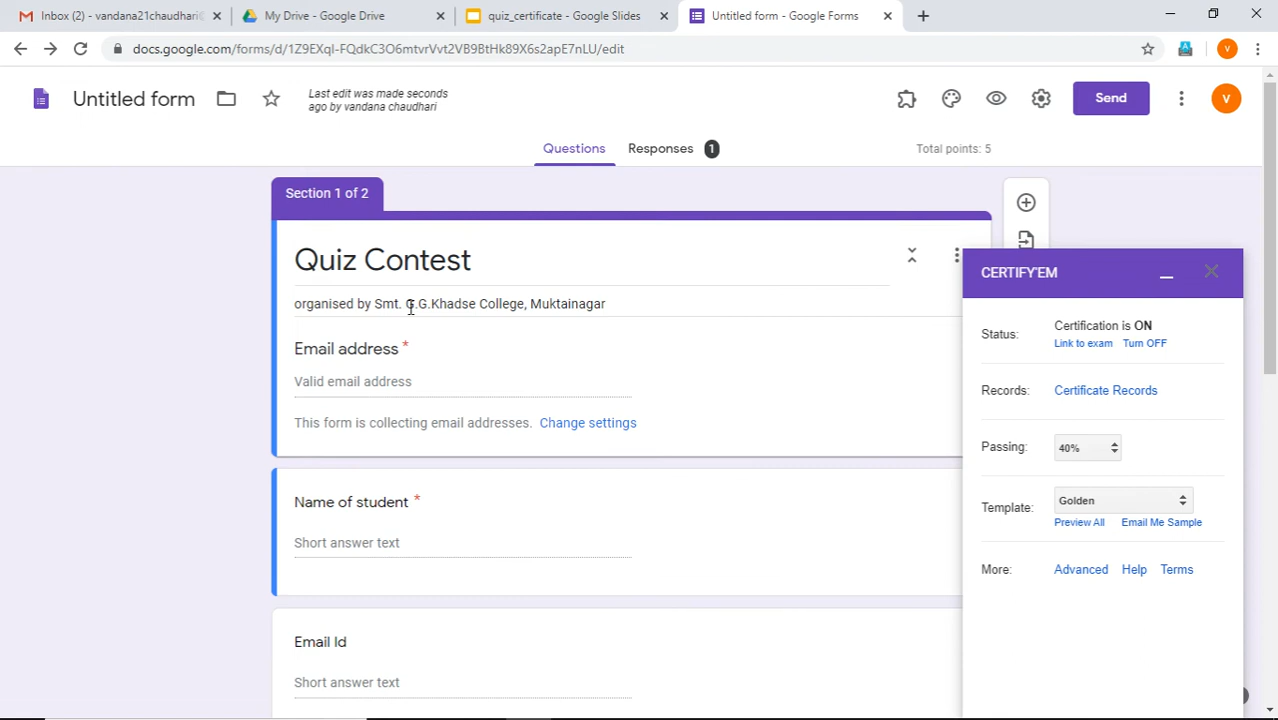 Inbox (2) - vandana21chaudhari@
My Drive - Google Drive
quiz_certificate - Google Slides
Untitled form - Google Forms
docs.google.com/forms/d/1Z9EXqI-FQdkC3O6mtvrVvt2VB9BtHk89X6s2apE7nLU/edit
V
Untitled form
Last edit was made seconds
ago by vandana chaudhari
Send
V
Questions
Responses 1
Total points: 5
Section 1 of 2
Quiz Contest
organised by Smt. G.G.Khadse College, Muktainagar
Email address *
Valid email address
This form is collecting email addresses. Change settings
Name of student *
Short answer text
Email Id
Short answer text
CERTIFY'EM
Status:
Certification is ON
Link to exam Turn OFF
Records: Certificate Records
Passing: 40%
Template: Golden
Preview All Email Me Sample
More: Advanced Help Terms